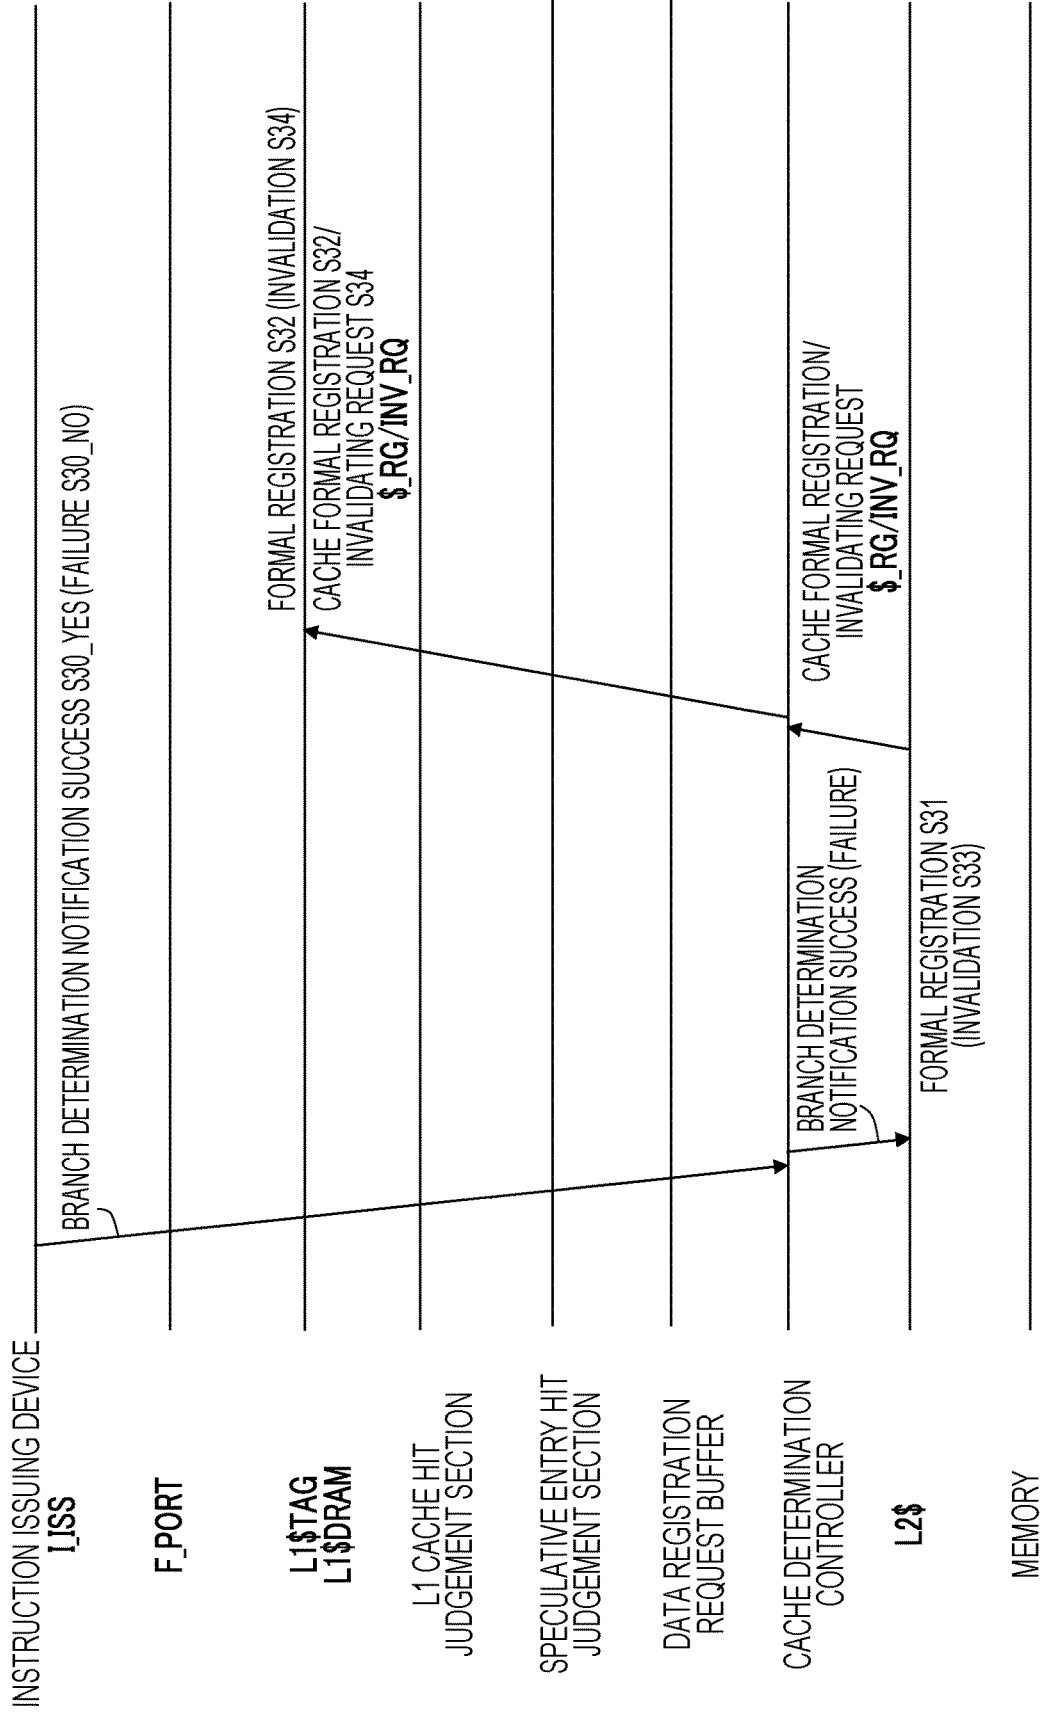 INSTRUCTION ISSUING DEVICE
I_ISS
F_PORT
L1$TAG
L1$DRAM
L1 CACHE HIT
JUDGEMENT SECTION
SPECULATIVE ENTRY HIT
JUDGEMENT SECTION
DATA REGISTRATION
REQUEST BUFFER
CACHE DETERMINATION
CONTROLLER
L2$
MEMORY
BRANCH DETERMINATION NOTIFICATION SUCCESS S30_YES (FAILURE S30_NO)
BRANCH DETERMINATION
NOTIFICATION SUCCESS (FAILURE)
FORMAL REGISTRATION S31
(INVALIDATION S33)
CACHE FORMAL REGISTRATION/
INVALIDATING REQUEST
$_RG/INV_RQ
FORMAL REGISTRATION S32 (INVALIDATION S34)
CACHE FORMAL REGISTRATION S32/
INVALIDATING REQUEST S34
$_RG/INV_RQ